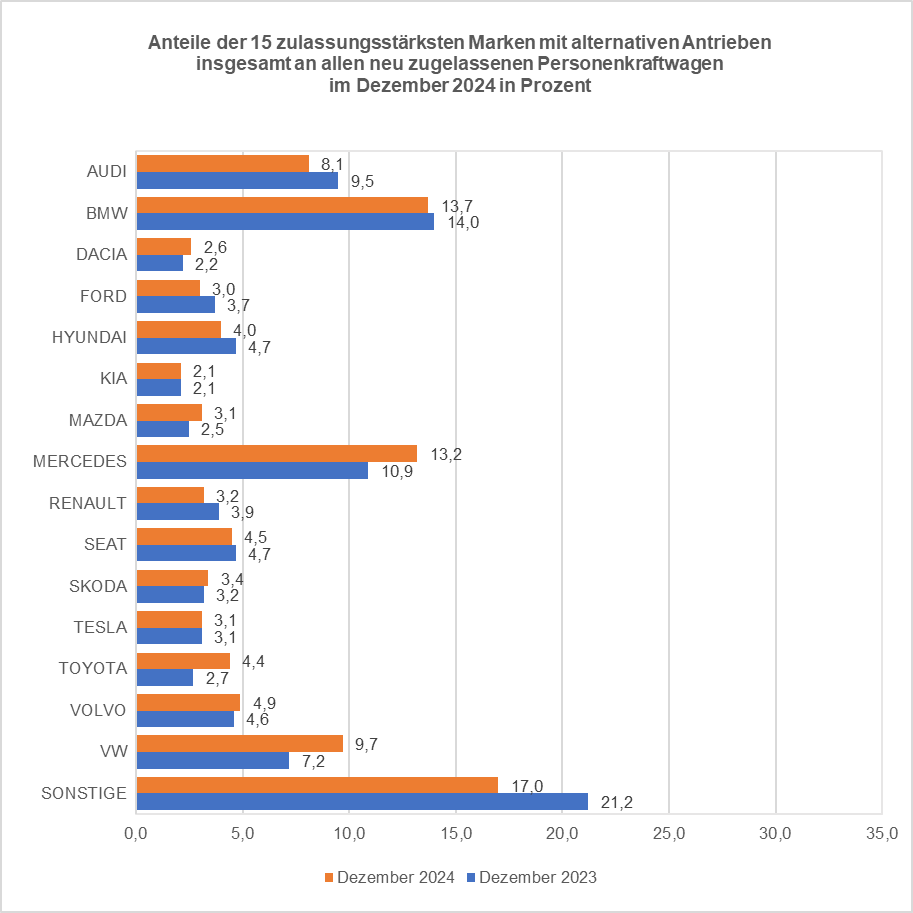 Anteile der 15 zulassungsstärksten Marken mit alternativen Antrieben
insgesamt an allen neu zugelassenen Personenkraftwagen
im Dezember 2024 in Prozent
AUDI 8,1
9,5
BMW 13,7
14,0
DACIA 2,6
2,2
FORD 3,0
3,7
HYUNDAI 4,0
4,7
KIA 2,1
2,1
MAZDA 3,1
2,5
MERCEDES 13,2
10,9
RENAULT 3,2
3,9
SEAT 4,5
4,7
SKODA 3,4
3,2
TESLA 3,1
3,1
TOYOTA 4,4
2,7
VOLVO 4,9
4,6
VW 9,7
7,2
SONSTIGE 17,0
21,2
0,0 5,0 10,0 15,0 20,0 25,0 30,0 35,0
Dezember 2024 Dezember 2023